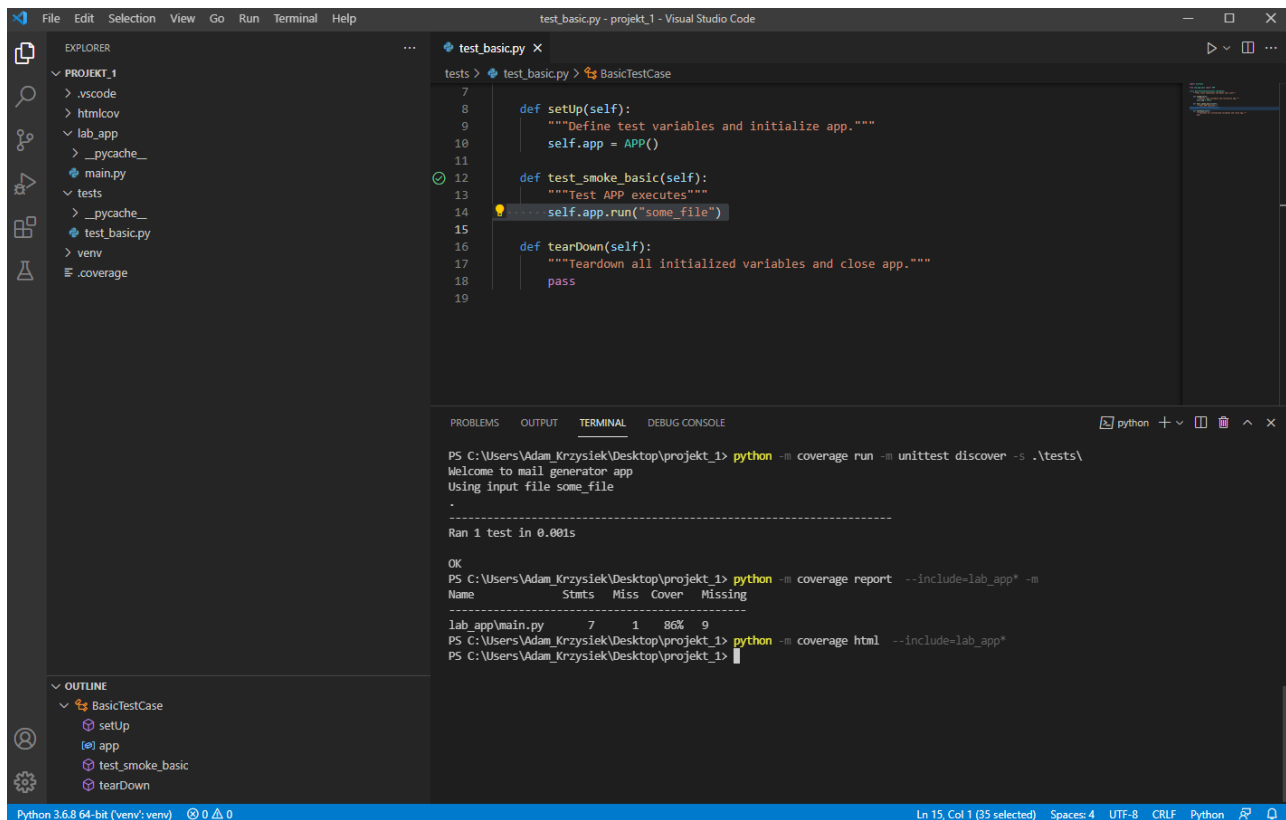 File Edit Selection View Go Run Terminal Help
test_basic.py - projekt_1 - Visual Studio Code
EXPLORER
PROJEKT_1
.vscode
htmlcov
lab_app
__pycache__
main.py
tests
__pycache__
test_basic.py
venv
.coverage
OUTLINE
BasicTestCase
setUp
app
test_smoke_basic
tearDown
test_basic.py
tests > test_basic.py > BasicTestCase
7
8 def setUp(self):
9 """Define test variables and initialize app."""
10 self.app = APP()
11
12 def test_smoke_basic(self):
13 """Test APP executes"""
14 self.app.run("some_file")
15
16 def tearDown(self):
17 """Teardown all initialized variables and close app."""
18 pass
19
PROBLEMS OUTPUT TERMINAL DEBUG CONSOLE
python
PS C:\Users\Adam_Krzysiek\Desktop\projekt_1> python -m coverage run -m unittest discover -s .\tests\
Welcome to mail generator app
Using input file some_file
.
----------------------------------------------------------------------
Ran 1 test in 0.001s
OK
PS C:\Users\Adam_Krzysiek\Desktop\projekt_1> python -m coverage report --include=lab_app* -m
Name Stmts Miss Cover Missing
-----------------------------------------------
lab_app\main.py 7 1 86% 9
PS C:\Users\Adam_Krzysiek\Desktop\projekt_1> python -m coverage html --include=lab_app*
PS C:\Users\Adam_Krzysiek\Desktop\projekt_1>
Python 3.6.8 64-bit ('venv': venv) 0 0
Ln 15, Col 1 (35 selected) Spaces: 4 UTF-8 CRLF Python